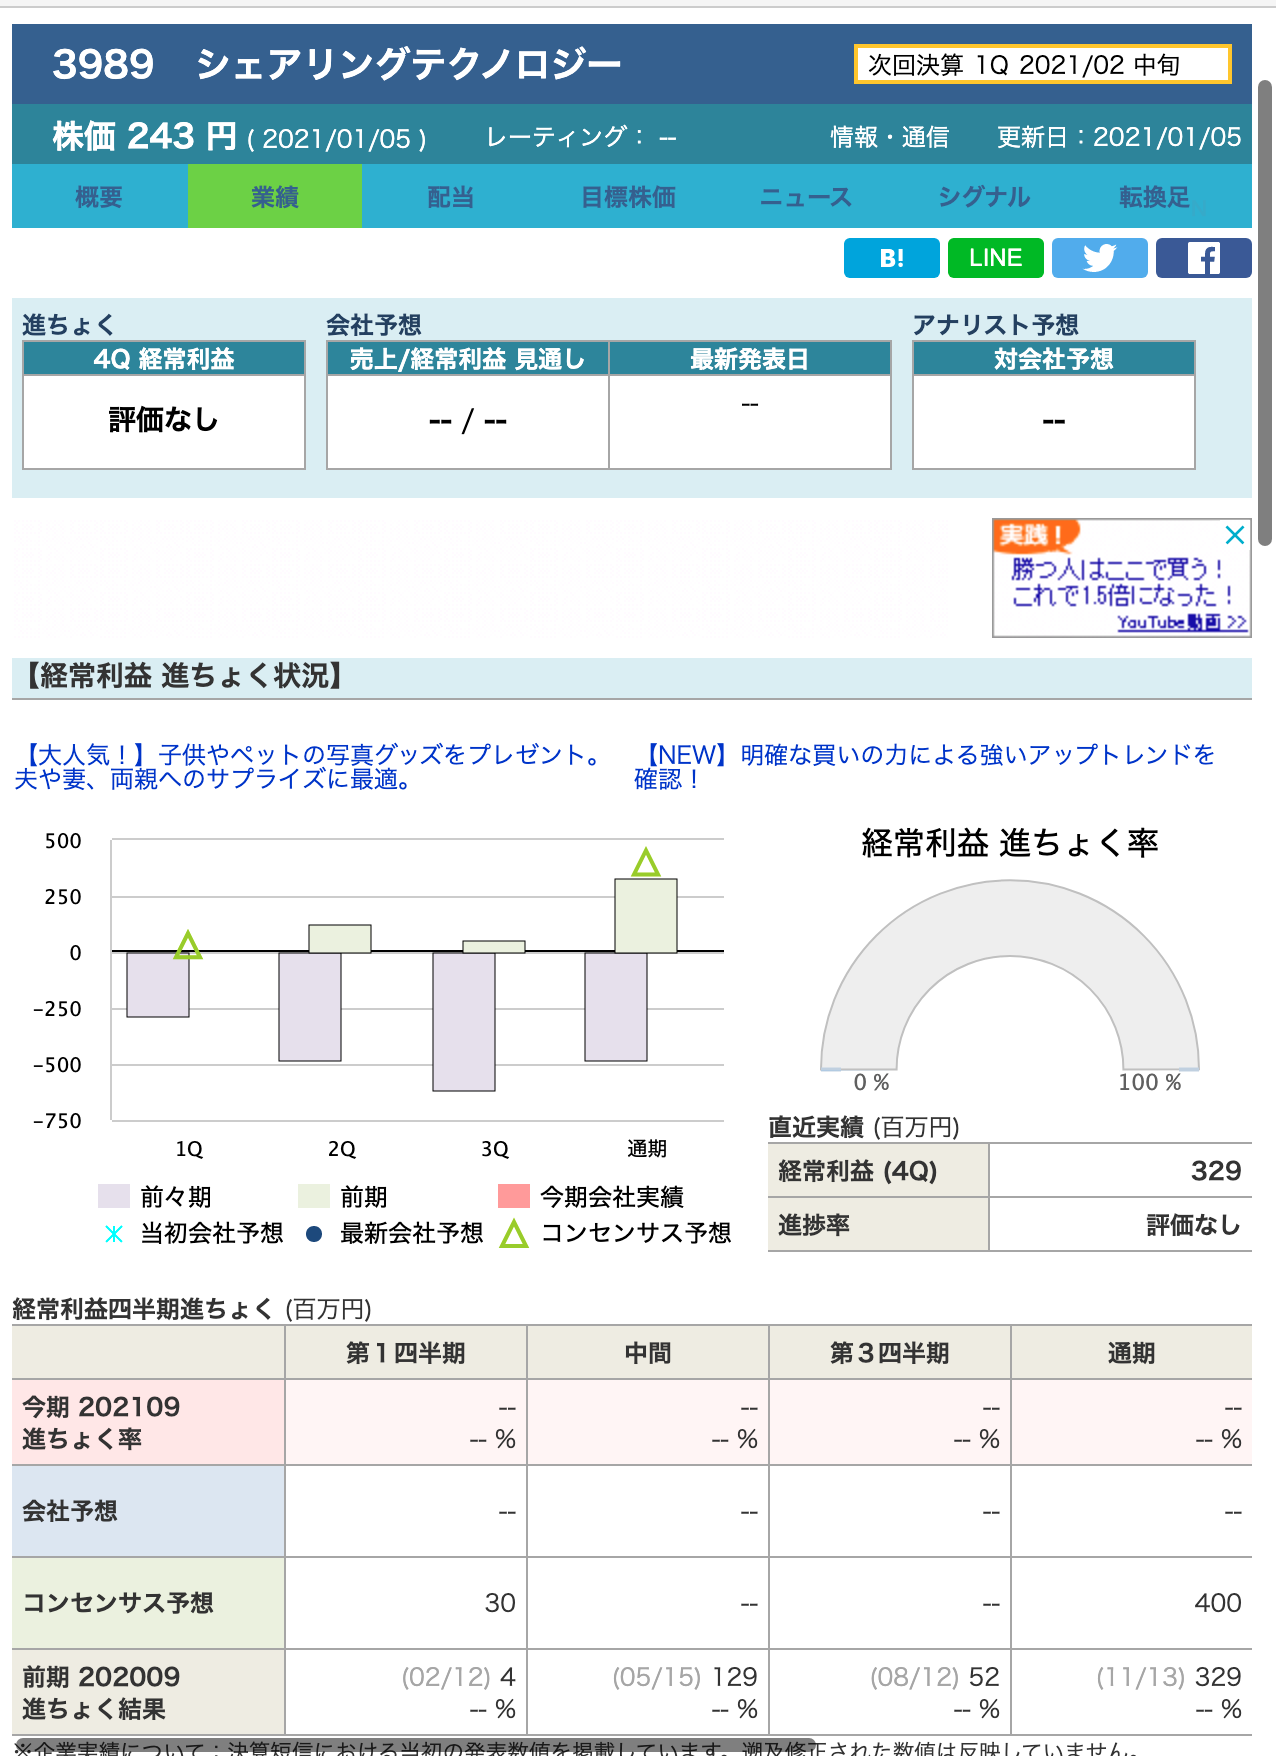 3989 シェアリングテクノロジー
次回決算 1Q 2021/02 中旬
株価 243 円 ( 2021/01/05 ) レーティング： -- 情報・通信 更新日：2021/01/05
概要 業績 配当 目標株価 ニュース シグナル 転換足
B! LINE
進ちょく 会社予想 アナリスト予想
4Q 経常利益 売上/経常利益 見通し 最新発表日 対会社予想
評価なし -- / -- -- --
実践！
勝つ人はここで買う！
これで1.5倍になった！
YouTube動画 >>
【経常利益 進ちょく状況】
【大人気！】子供やペットの写真グッズをプレゼント。
夫や妻、両親へのサプライズに最適。
【NEW】明確な買いの力による強いアップトレンドを
確認！
500
250
0
-250
-500
-750
1Q 2Q 3Q 通期
前々期 前期 今期会社実績
当初会社予想 最新会社予想 コンセンサス予想
経常利益 進ちょく率
0 % 100 %
直近実績 (百万円)
経常利益 (4Q) 329
進捗率 評価なし
経常利益四半期進ちょく (百万円)
第１四半期 中間 第３四半期 通期
今期 202109 -- -- -- --
進ちょく率 -- % -- % -- % -- %
会社予想 -- -- -- --
コンセンサス予想 30 -- -- 400
前期 202009 (02/12) 4 (05/15) 129 (08/12) 52 (11/13) 329
進ちょく結果 -- % -- % -- % -- %
※企業実績について：決算短信における当初の発表数値を掲載しています。遡及修正された数値は反映していません。